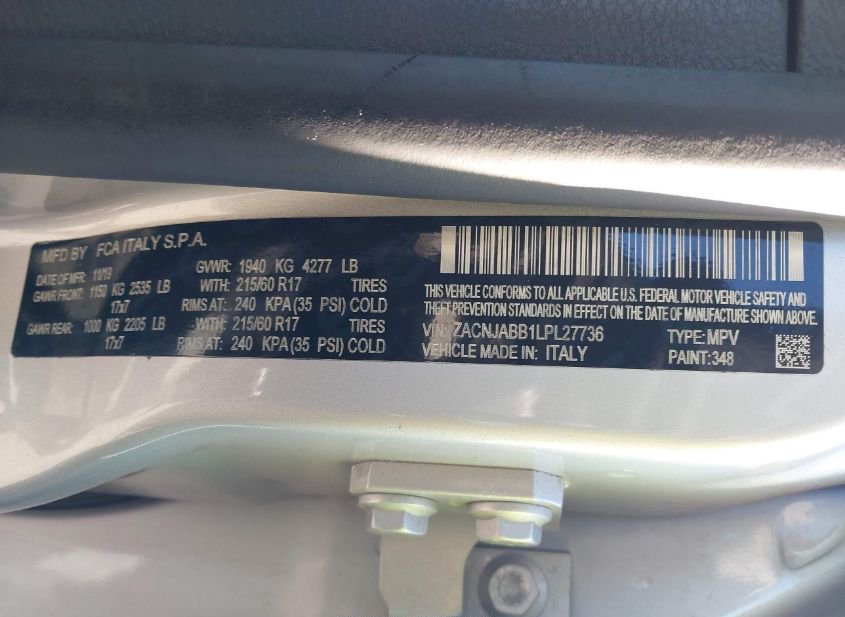 MFD BY FCA ITALY S.P.A.
DATE OF MFR: 11/19 GVWR: 1940 KG 4277 LB
GAWR FRONT: 1150 KG 2535 LB WITH: 215/60 R17 TIRES
17x7 RIMS AT: 240 KPA (35 PSI) COLD
GAWR REAR: 1000 KG 2205 LB WITH: 215/60 R17 TIRES
17x7 RIMS AT: 240 KPA (35 PSI) COLD
THIS VEHICLE CONFORMS TO ALL APPLICABLE U.S. FEDERAL MOTOR VEHICLE SAFETY AND
THEFT PREVENTION STANDARDS IN EFFECT ON THE DATE OF MANUFACTURE SHOWN ABOVE.
VIN: ZACNJABB1LPL27736 TYPE: MPV
VEHICLE MADE IN: ITALY PAINT: 348